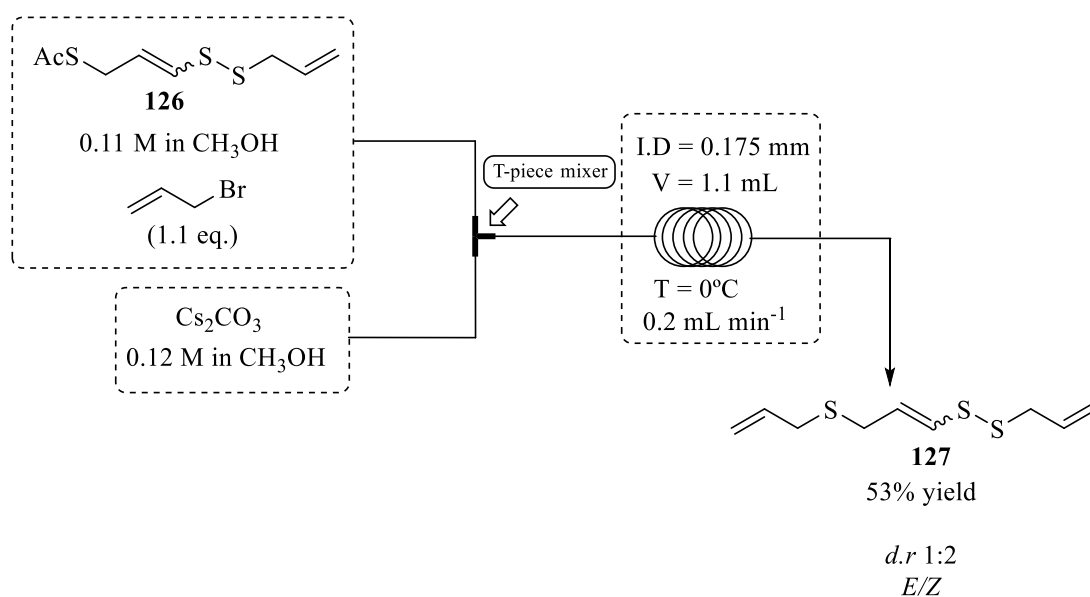 AcS
S
S
126
0.11 M in CH₃OH
Br
(1.1 eq.)
Cs₂CO₃
0.12 M in CH₃OH
T-piece mixer
I.D = 0.175 mm
V = 1.1 mL
T = 0ºC
0.2 mL min⁻¹
S
S
S
127
53% yield
d.r 1:2
E/Z